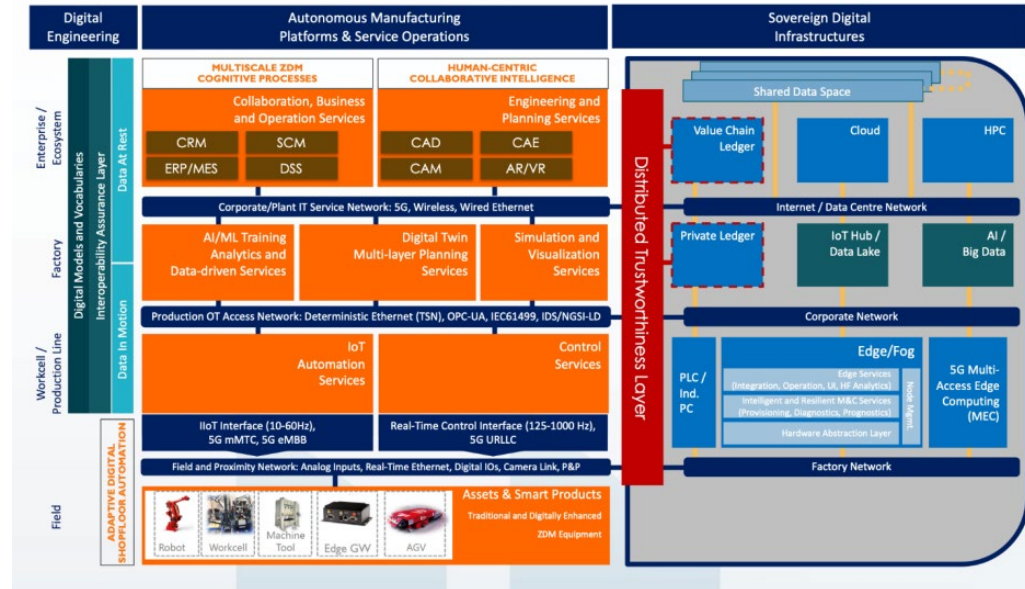 Digital
Engineering
Autonomous Manufacturing
Platforms & Service Operations
Sovereign Digital
Infrastructures
Enterprise /
Ecosystem
Factory
Workcell /
Production Line
Field
Digital Models and Vocabularies
Interoperability Assurance Layer
Data At Rest
Data In Motion
ADAPTIVE DIGITAL
SHOPFLOOR AUTOMATION
MULTISCALE ZDM
COGNITIVE PROCESSES
HUMAN-CENTRIC
COLLABORATIVE INTELLIGENCE
Collaboration, Business
and Operation Services
CRM
SCM
ERP/MES
DSS
Engineering and
Planning Services
CAD
CAE
CAM
AR/VR
Corporate/Plant IT Service Network: 5G, Wireless, Wired Ethernet
AI/ML Training
Analytics and
Data-driven Services
Digital Twin
Multi-layer Planning
Services
Simulation and
Visualization
Services
Production OT Access Network: Deterministic Ethernet (TSN), OPC-UA, IEC61499, IDS/NGSI-LD
IoT
Automation
Services
Control
Services
IIoT Interface (10-60Hz),
5G mMTC, 5G eMBB
Real-Time Control Interface (125-1000 Hz),
5G URLLC
Field and Proximity Network: Analog Inputs, Real-Time Ethernet, Digital IOs, Camera Link, P&P
Assets & Smart Products
Traditional and Digitally Enhanced
ZDM Equipment
Robot
Workcell
Machine
Tool
Edge GW
AGV
Distributed Trustworthiness Layer
Shared Data Space
Value Chain
Ledger
Cloud
HPC
Internet / Data Centre Network
Private Ledger
IoT Hub /
Data Lake
AI /
Big Data
Corporate Network
PLC /
Ind.
PC
Edge/Fog
Edge Services
(Integration, Operation, UI, HF Analytics)
Intelligent and Resilient M&C Services
(Provisioning, Diagnostics, Prognostics)
Hardware Abstraction Layer
Node Mgmt.
5G Multi-
Access Edge
Computing
(MEC)
Factory Network